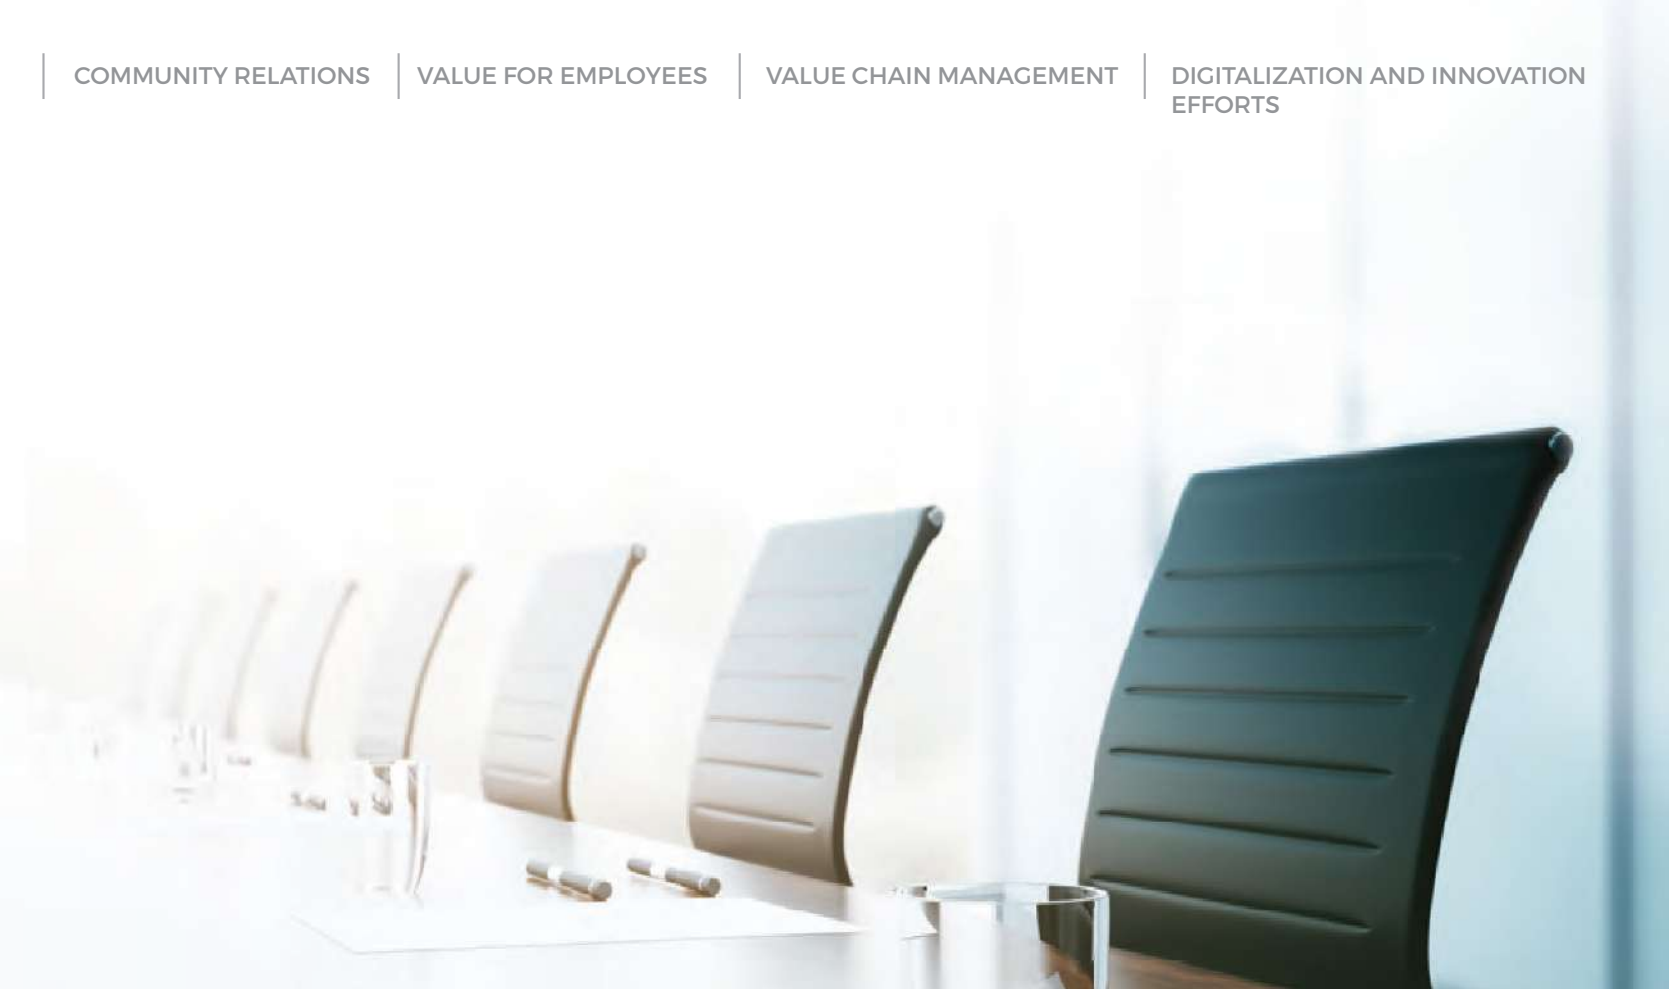 COMMUNITY RELATIONS
VALUE FOR EMPLOYEES
VALUE CHAIN MANAGEMENT
DIGITALIZATION AND INNOVATION
EFFORTS